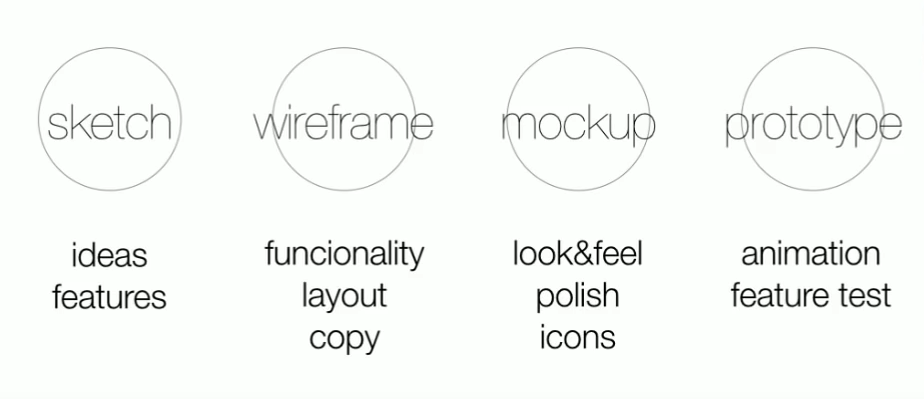 sketch wireframe mockup prototype
ideas funcionality look&feel animation
features layout polish feature test
copy icons